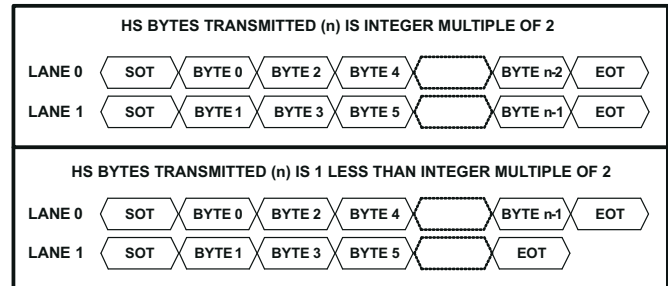 HS BYTES TRANSMITTED (n) IS INTEGER MULTIPLE OF 2
LANE 0 SOT BYTE 0 BYTE 2 BYTE 4 BYTE n-2 EOT
LANE 1 SOT BYTE 1 BYTE 3 BYTE 5 BYTE n-1 EOT
HS BYTES TRANSMITTED (n) IS 1 LESS THAN INTEGER MULTIPLE OF 2
LANE 0 SOT BYTE 0 BYTE 2 BYTE 4 BYTE n-1 EOT
LANE 1 SOT BYTE 1 BYTE 3 BYTE 5 EOT